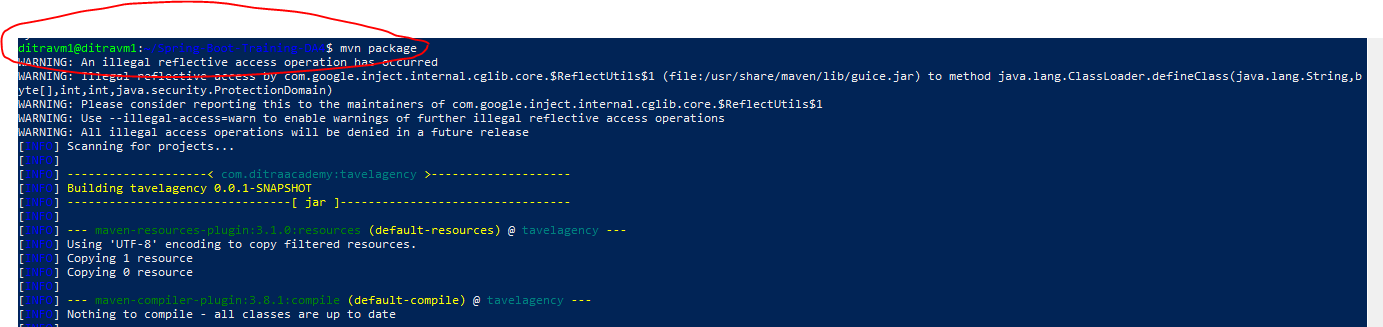 ditravm1@ditravm1:~/Spring-Boot-Training-001$ mvn package
WARNING: An illegal reflective access operation has occurred
WARNING: Illegal reflective access by com.google.inject.internal.cglib.core.$ReflectUtils$1 (file:/usr/share/maven/lib/guice.jar) to method java.lang.ClassLoader.defineClass(java.lang.String,b
yte[],int,int,java.security.ProtectionDomain)
WARNING: Please consider reporting this to the maintainers of com.google.inject.internal.cglib.core.$ReflectUtils$1
WARNING: Use --illegal-access=warn to enable warnings of further illegal reflective access operations
WARNING: All illegal access operations will be denied in a future release
[INFO] Scanning for projects...
[INFO]
[INFO] --------------------< com.ditraacademy:tavelagency >--------------------
[INFO] Building tavelagency 0.0.1-SNAPSHOT
[INFO] --------------------------------[ jar ]---------------------------------
[INFO]
[INFO] --- maven-resources-plugin:3.1.0:resources (default-resources) @ tavelagency ---
[INFO] Using 'UTF-8' encoding to copy filtered resources.
[INFO] Copying 1 resource
[INFO] Copying 0 resource
[INFO]
[INFO] --- maven-compiler-plugin:3.8.1:compile (default-compile) @ tavelagency ---
[INFO] Nothing to compile - all classes are up to date